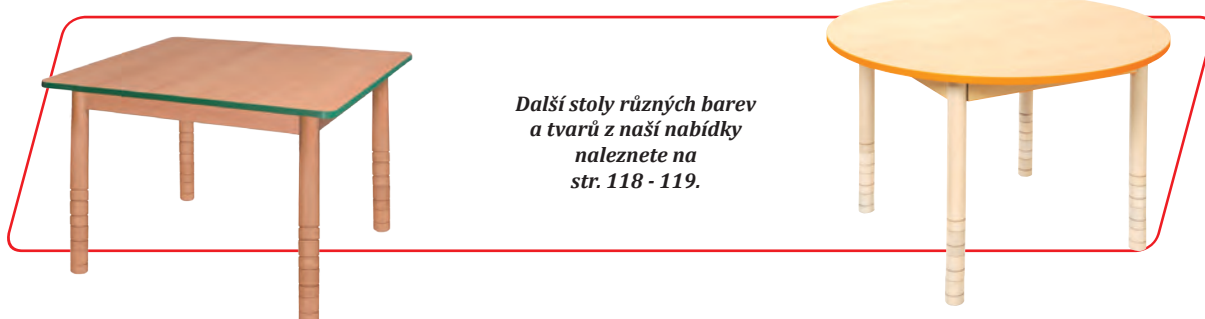 Další stoly různých barev
a tvarů z naší nabídky
naleznete na
str. 118 - 119.